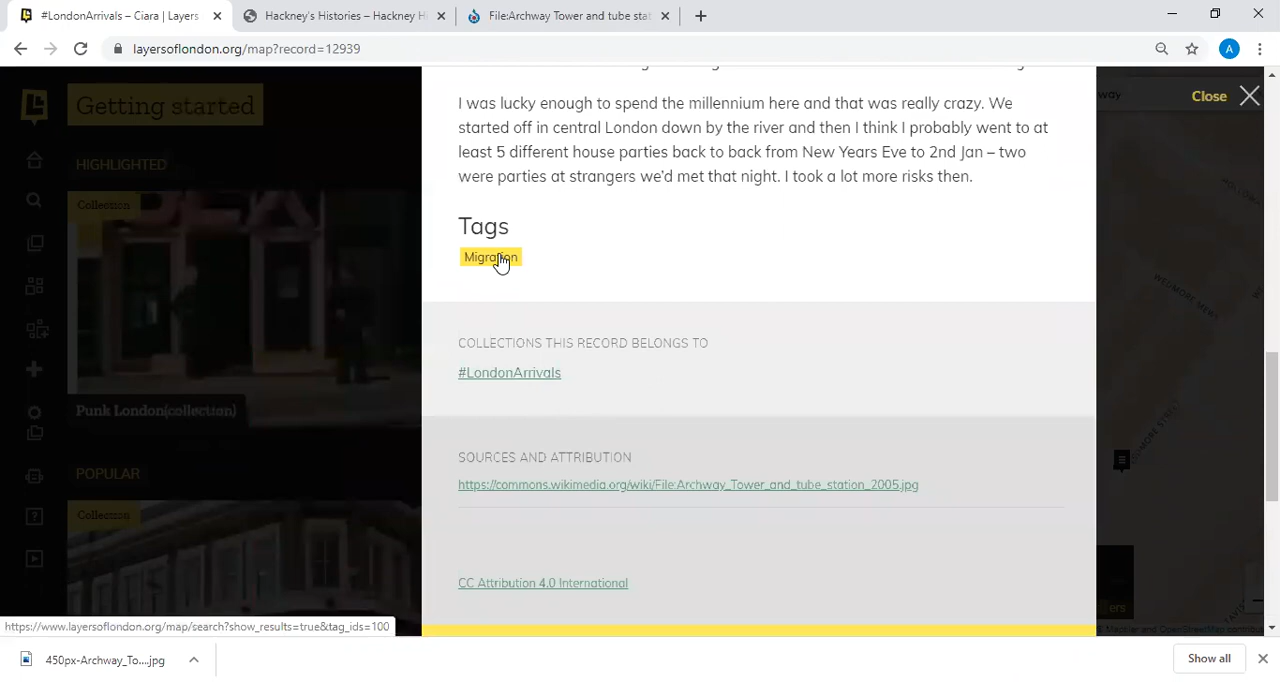 #LondonArrivals – Ciara | Layers
Hackney's Histories – Hackney H
File:Archway Tower and tube stat
layersoflondon.org/map?record=12939
A
Getting started
Close
HIGHLIGHTED
Collection
Punk London(collection)
POPULAR
Collection
I was lucky enough to spend the millennium here and that was really crazy. We
started off in central London down by the river and then I think I probably went to at
least 5 different house parties back to back from New Years Eve to 2nd Jan – two
were parties at strangers we'd met that night. I took a lot more risks then.
Tags
Migration
COLLECTIONS THIS RECORD BELONGS TO
#LondonArrivals
SOURCES AND ATTRIBUTION
https://commons.wikimedia.org/wiki/File:Archway_Tower_and_tube_station_2005.jpg
CC Attribution 4.0 International
WEDMORE MEWS
https://www.layersoflondon.org/map/search?show_results=true&tag_ids=100
450px-Archway_To....jpg
Show all